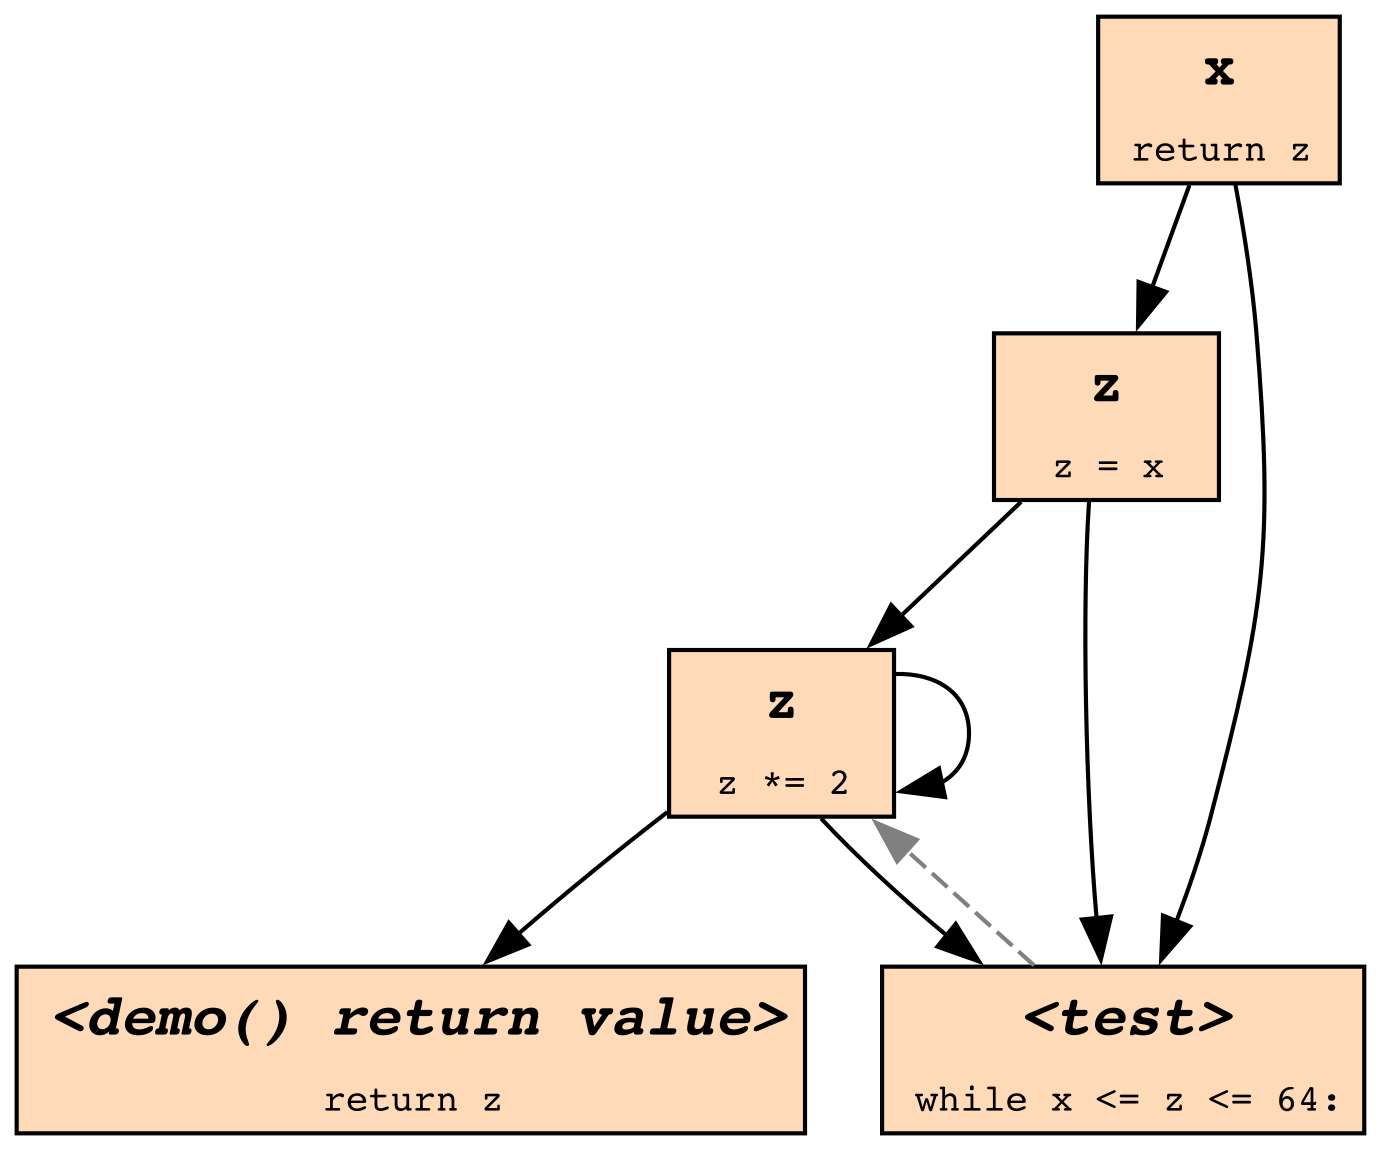 x
return z
z
z = x
z
z *= 2
<demo() return value>
return z
<test>
while x <= z <= 64: